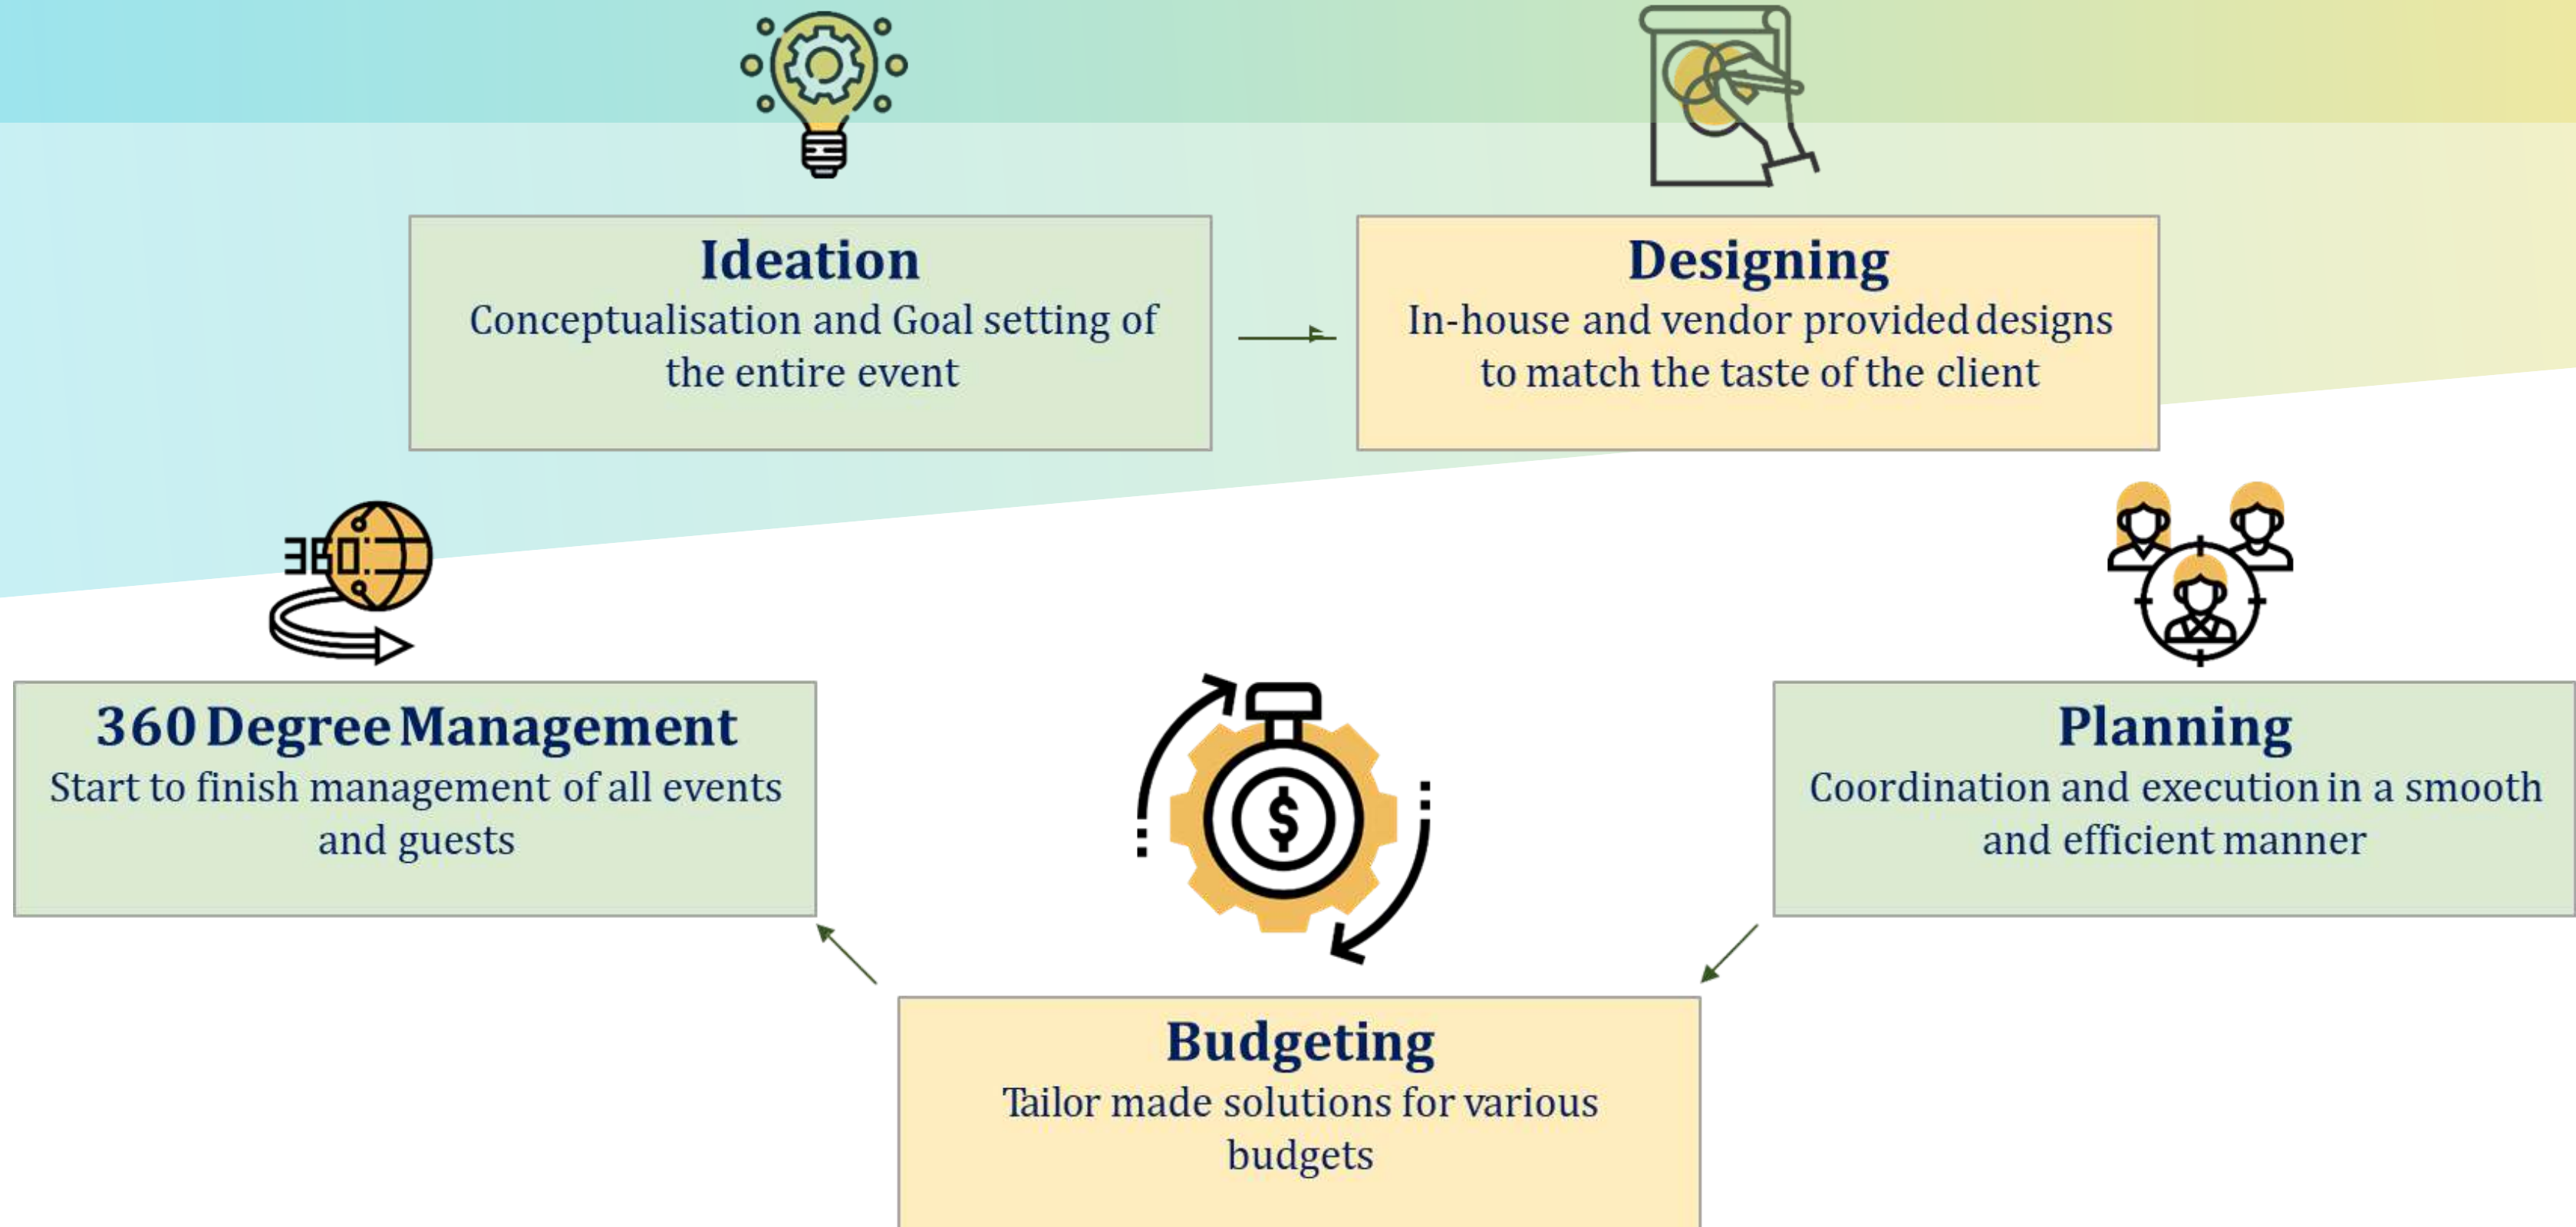 Ideation
Conceptualisation and Goal setting of
the entire event
Designing
In-house and vendor provided designs
to match the taste of the client
360
360 Degree Management
Start to finish management of all events
and guests
Planning
Coordination and execution in a smooth
and efficient manner
$
Budgeting
Tailor made solutions for various
budgets